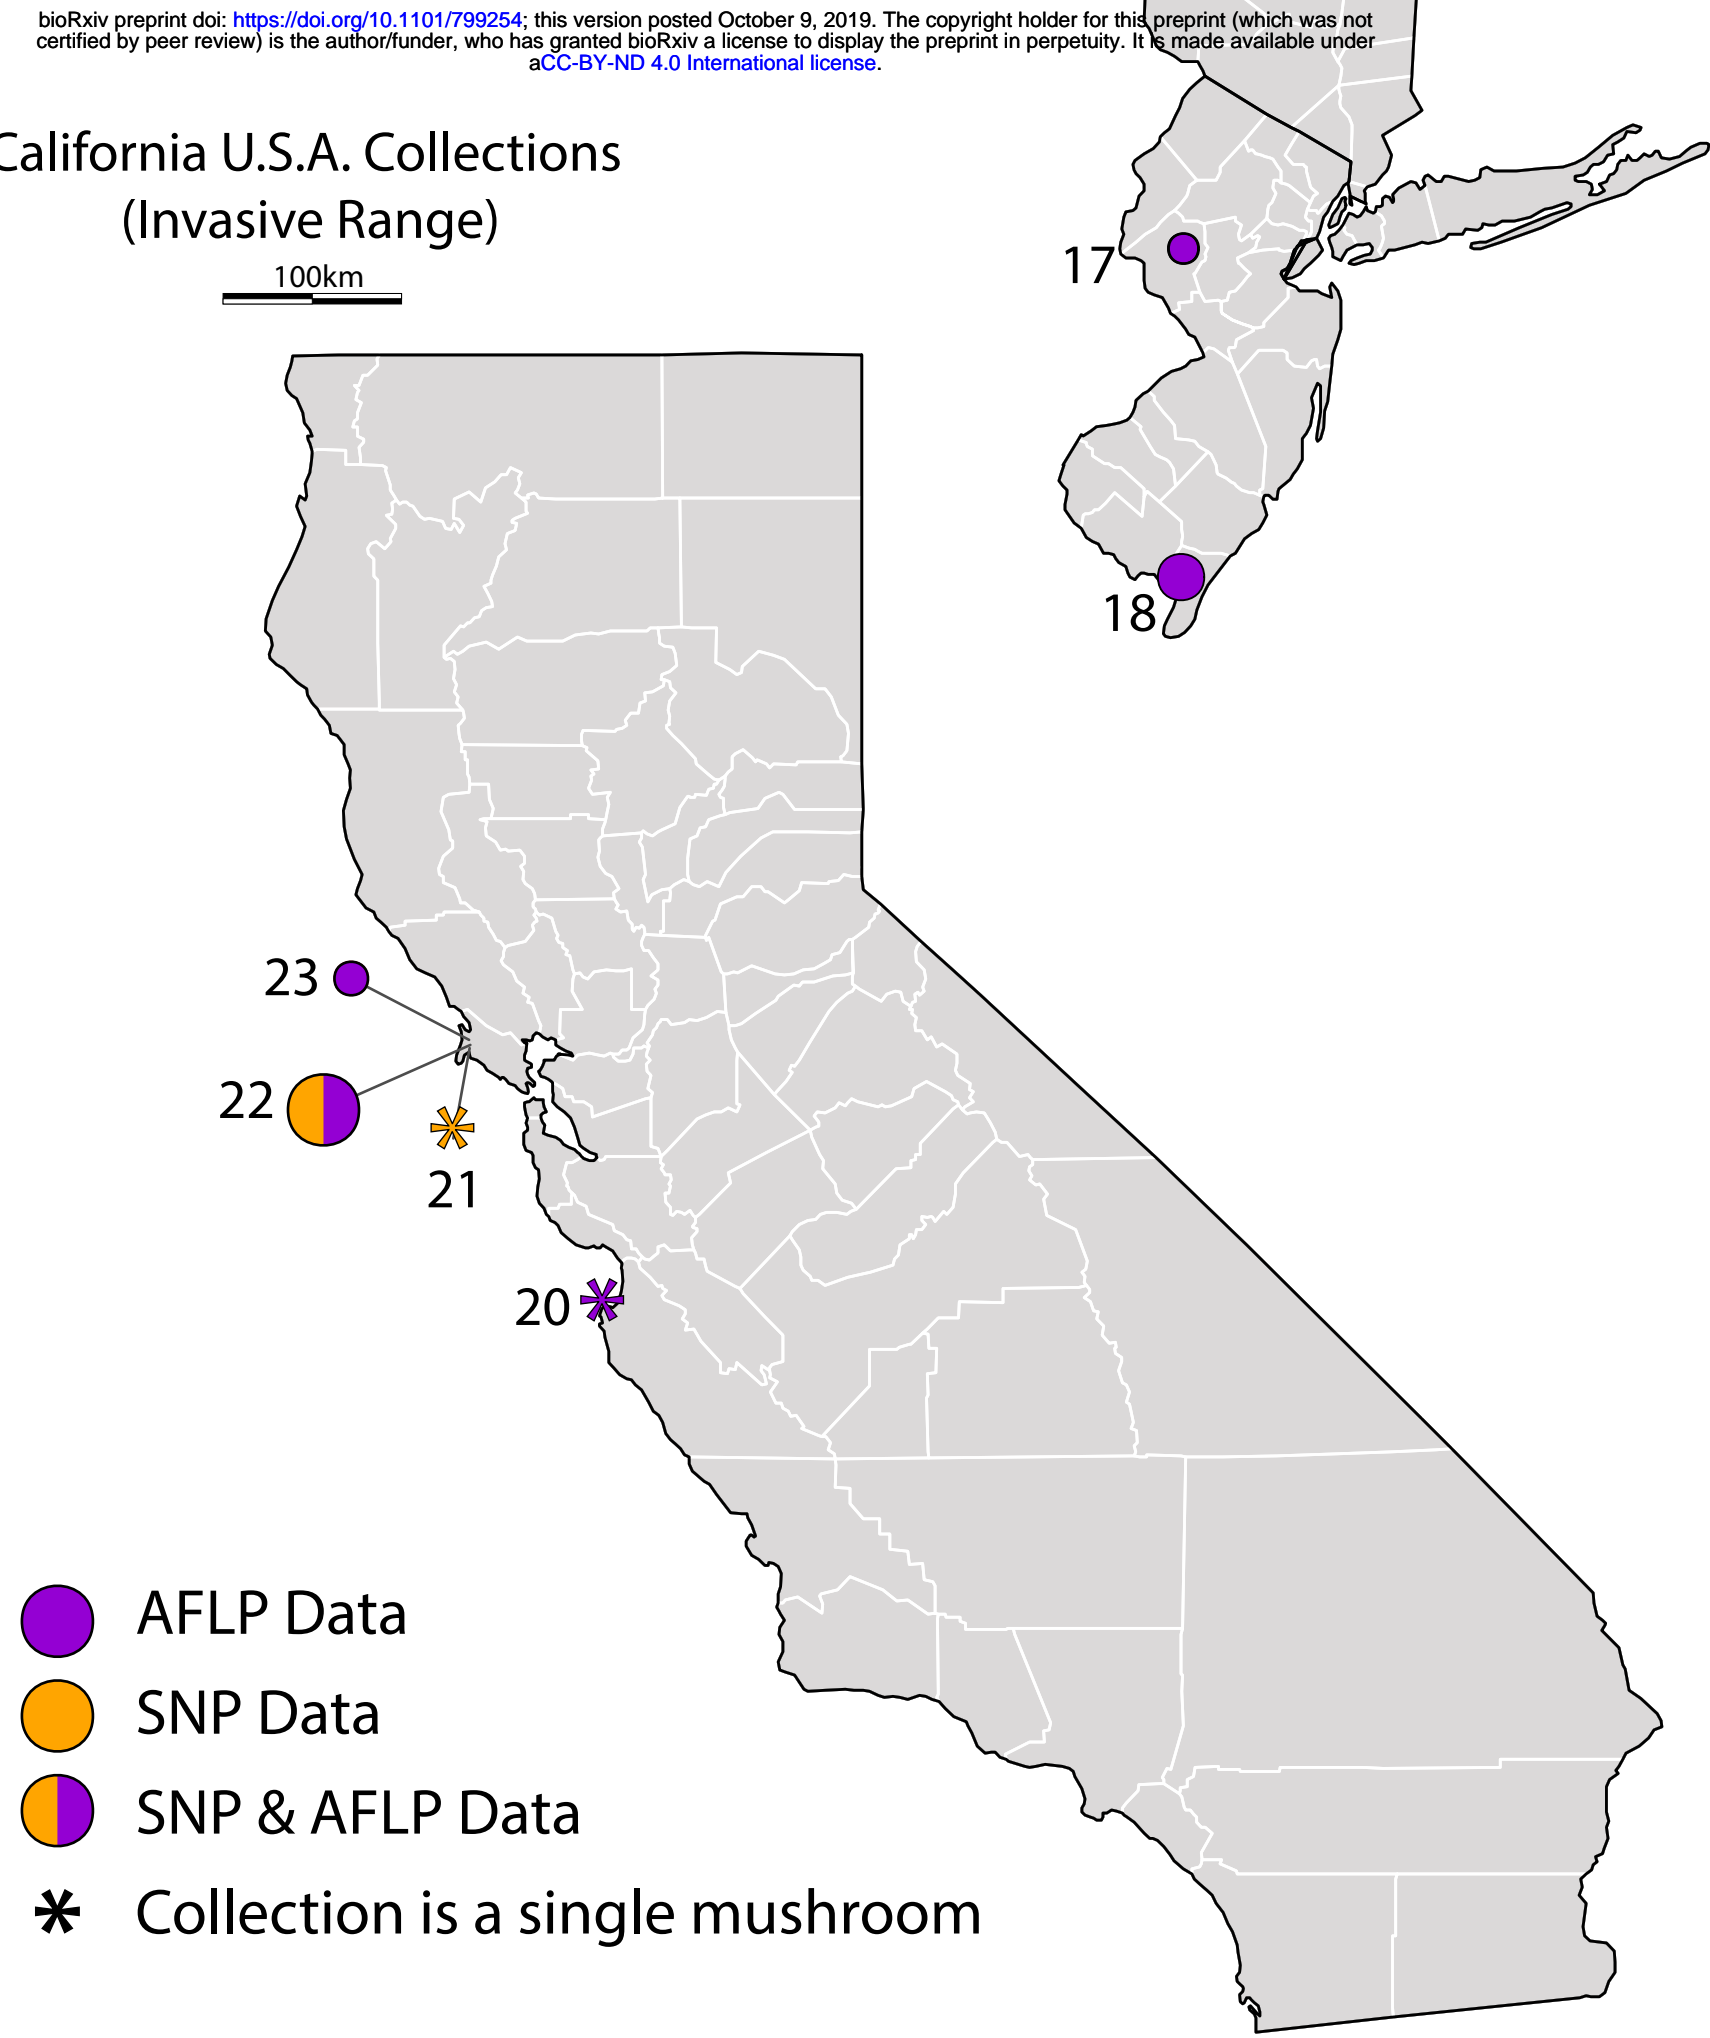 bioRxiv preprint doi: https://doi.org/10.1101/799254; this version posted October 9, 2019. The copyright holder for this preprint (which was not
certified by peer review) is the author/funder, who has granted bioRxiv a license to display the preprint in perpetuity. It is made available under
aCC-BY-ND 4.0 International license.
California U.S.A. Collections
(Invasive Range)
100km
17
18
23
22
21
20
AFLP Data
SNP Data
SNP & AFLP Data
* Collection is a single mushroom